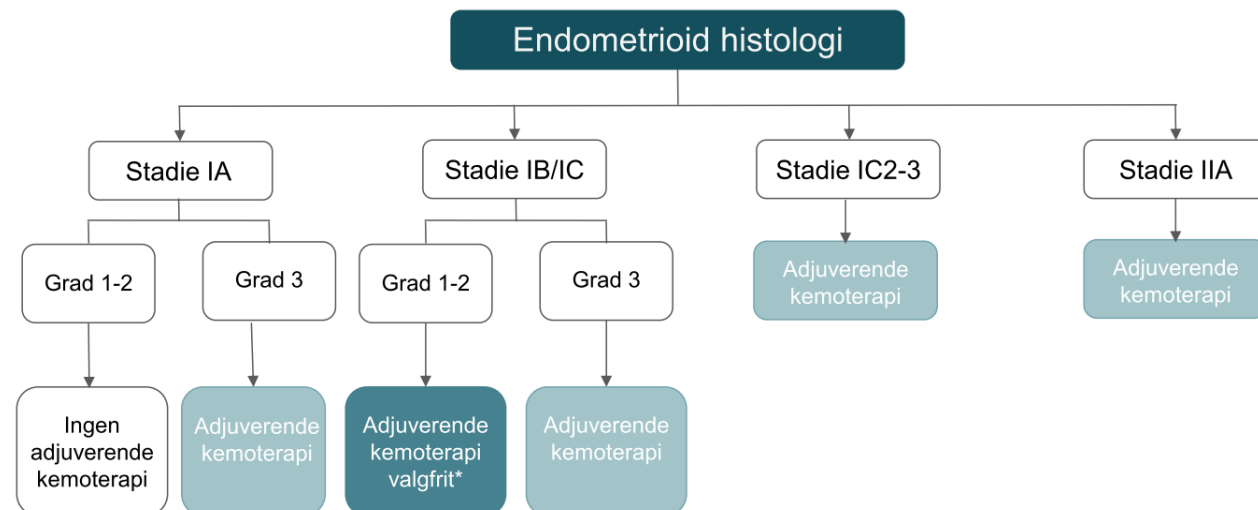 Endometrioid histologi
Stadie IA
Stadie IB/IC
Stadie IC2-3
Stadie IIA
Grad 1-2
Grad 3
Grad 1-2
Grad 3
Adjuverende
kemoterapi
Adjuverende
kemoterapi
Ingen
adjuverende
kemoterapi
Adjuverende
kemoterapi
Adjuverende
kemoterapi
valgfrit*
Adjuverende
kemoterapi